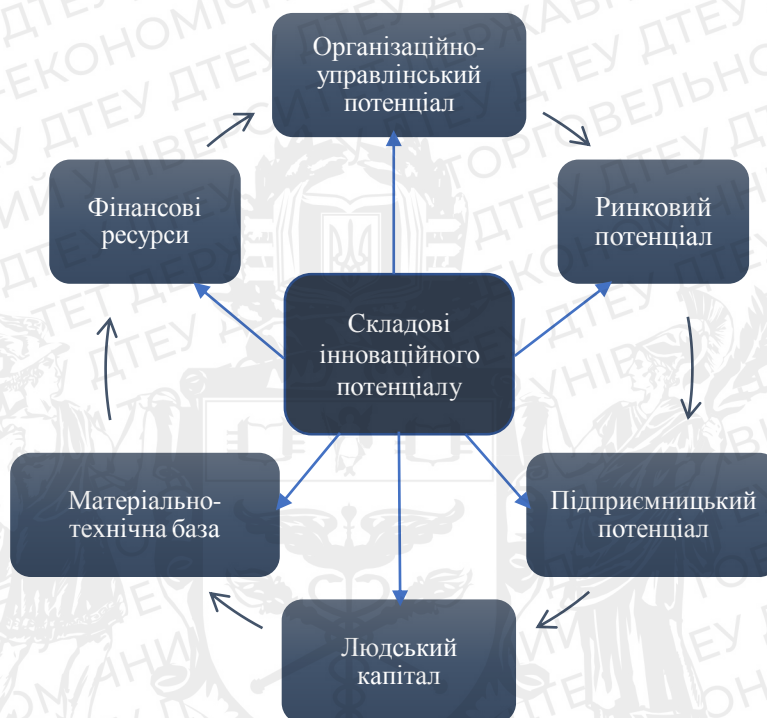 Організаційно-
управлінський
потенціал
Фінансові
ресурси
Ринковий
потенціал
Складові
інноваційного
потенціалу
Матеріально-
технічна база
Підприємницький
потенціал
Людський
капітал